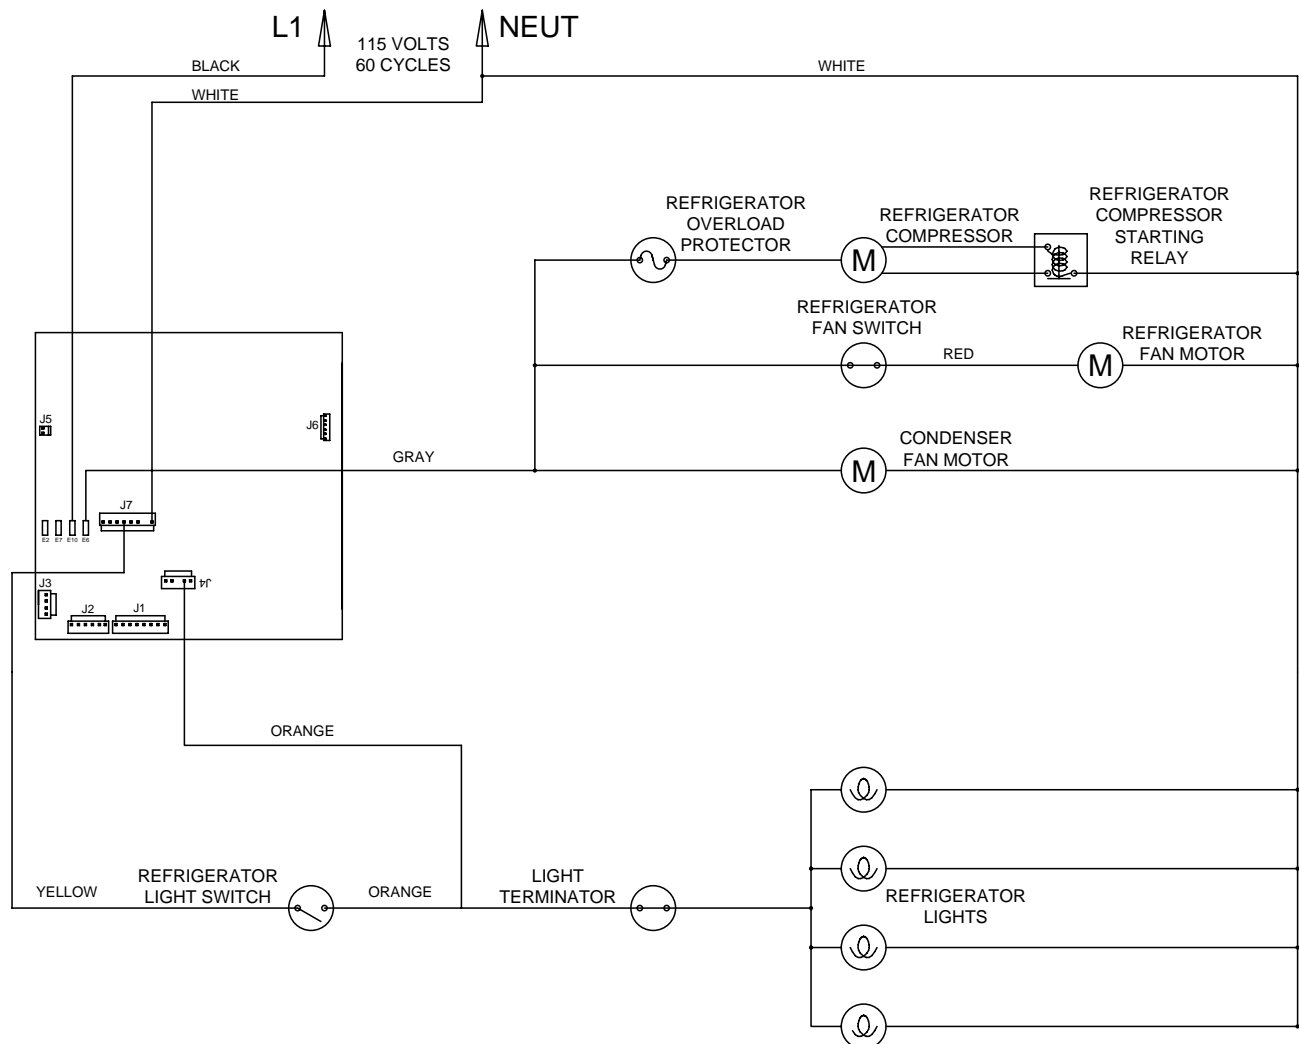 L1
115 VOLTS
60 CYCLES
NEUT
BLACK
WHITE
WHITE
REFRIGERATOR
OVERLOAD
PROTECTOR
REFRIGERATOR
COMPRESSOR
REFRIGERATOR
COMPRESSOR
STARTING
RELAY
M
REFRIGERATOR
FAN SWITCH
RED
REFRIGERATOR
FAN MOTOR
M
J5
J6
GRAY
CONDENSER
FAN MOTOR
M
J7
E2
E7
E10
E6
J3
J4
J2
J1
ORANGE
YELLOW
REFRIGERATOR
LIGHT SWITCH
ORANGE
LIGHT
TERMINATOR
REFRIGERATOR
LIGHTS